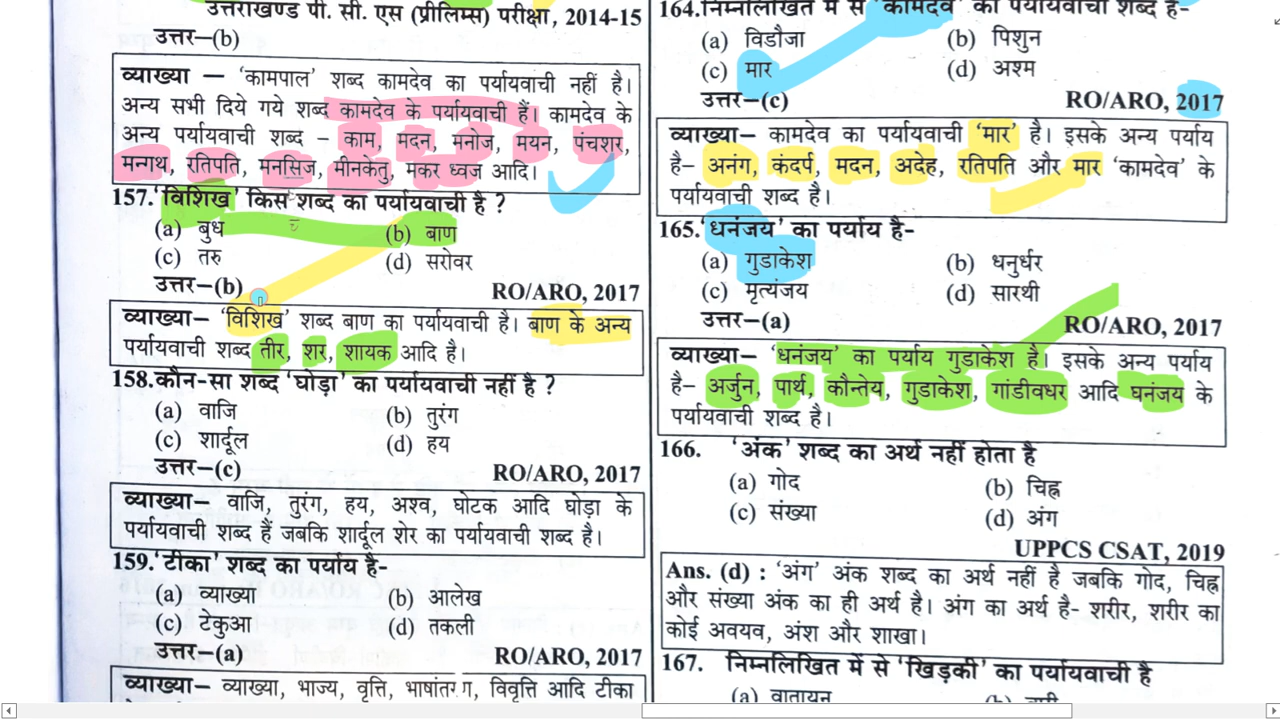 उत्तराखण्ड पी. सी. एस (प्रीलिम्स) परीक्षा, 2014-15
उत्तर–(b)
व्याख्या – 'कामपाल' शब्द कामदेव का पर्यायवाची नहीं है।
अन्य सभी दिये गये शब्द कामदेव के पर्यायवाची हैं। कामदेव के
अन्य पर्यायवाची शब्द – काम, मदन, मनोज, मयन, पंचशर,
मन्गथ, रतिपति, मनसिज, मीनकेतु, मकर ध्वज आदि।
157.'विशिख' किस शब्द का पर्यायवाची है ?
(a) बुध (b) बाण
(c) तरु (d) सरोवर
उत्तर–(b) RO/ARO, 2017
व्याख्या– 'विशिख' शब्द बाण का पर्यायवाची है। बाण के अन्य
पर्यायवाची शब्द तीर, शर, शायक आदि है।
158.कौन-सा शब्द 'घोड़ा' का पर्यायवाची नहीं है ?
(a) वाजि (b) तुरंग
(c) शार्दूल (d) हय
उत्तर–(c) RO/ARO, 2017
व्याख्या– वाजि, तुरंग, हय, अश्व, घोटक आदि घोड़ा के
पर्यायवाची शब्द हैं जबकि शार्दूल शेर का पर्यायवाची शब्द है।
159.'टीका' शब्द का पर्याय है-
(a) व्याख्या (b) आलेख
(c) टेकुआ (d) तकली
उत्तर–(a) RO/ARO, 2017
व्याख्या– व्याख्या, भाज्य, वृत्ति, विवृत्ति आदि टीका
164.निम्नलिखित में से 'कामदेव' का पर्यायवाची शब्द है-
(a) विडौजा (b) पिशुन
(c) मार (d) अश्म
उत्तर–(c) RO/ARO, 2017
व्याख्या– कामदेव का पर्यायवाची 'मार' है। इसके अन्य पर्याय
है– अनंग, कंदर्प, मदन, अदेह, रतिपति और मार 'कामदेव' के
पर्यायवाची शब्द है।
165.'धनंजय' का पर्याय है-
(a) गुडाकेश (b) धनुर्धर
(c) मृत्यंजय (d) सारथी
उत्तर–(a) RO/ARO, 2017
व्याख्या– 'धनंजय' का पर्याय गुडाकेश है। इसके अन्य पर्याय
है– अर्जुन, पार्थ, कौन्तेय, गुडाकेश, गांडीवधर आदि घनंजय के
पर्यायवाची शब्द है।
166. 'अंक' शब्द का अर्थ नहीं होता है
(a) गोद (b) चिह्न
(c) संख्या (d) अंग
UPPCS CSAT, 2019
Ans. (d) : 'अंग' अंक शब्द का अर्थ नहीं है जबकि गोद, चिह्न
और संख्या अंक का ही अर्थ है। अंग का अर्थ है- शरीर, शरीर का
कोई अवयव, अंश और शाखा।
167. निम्नलिखित में से 'खिड़की' का पर्यायवाची है
(a) वातायन